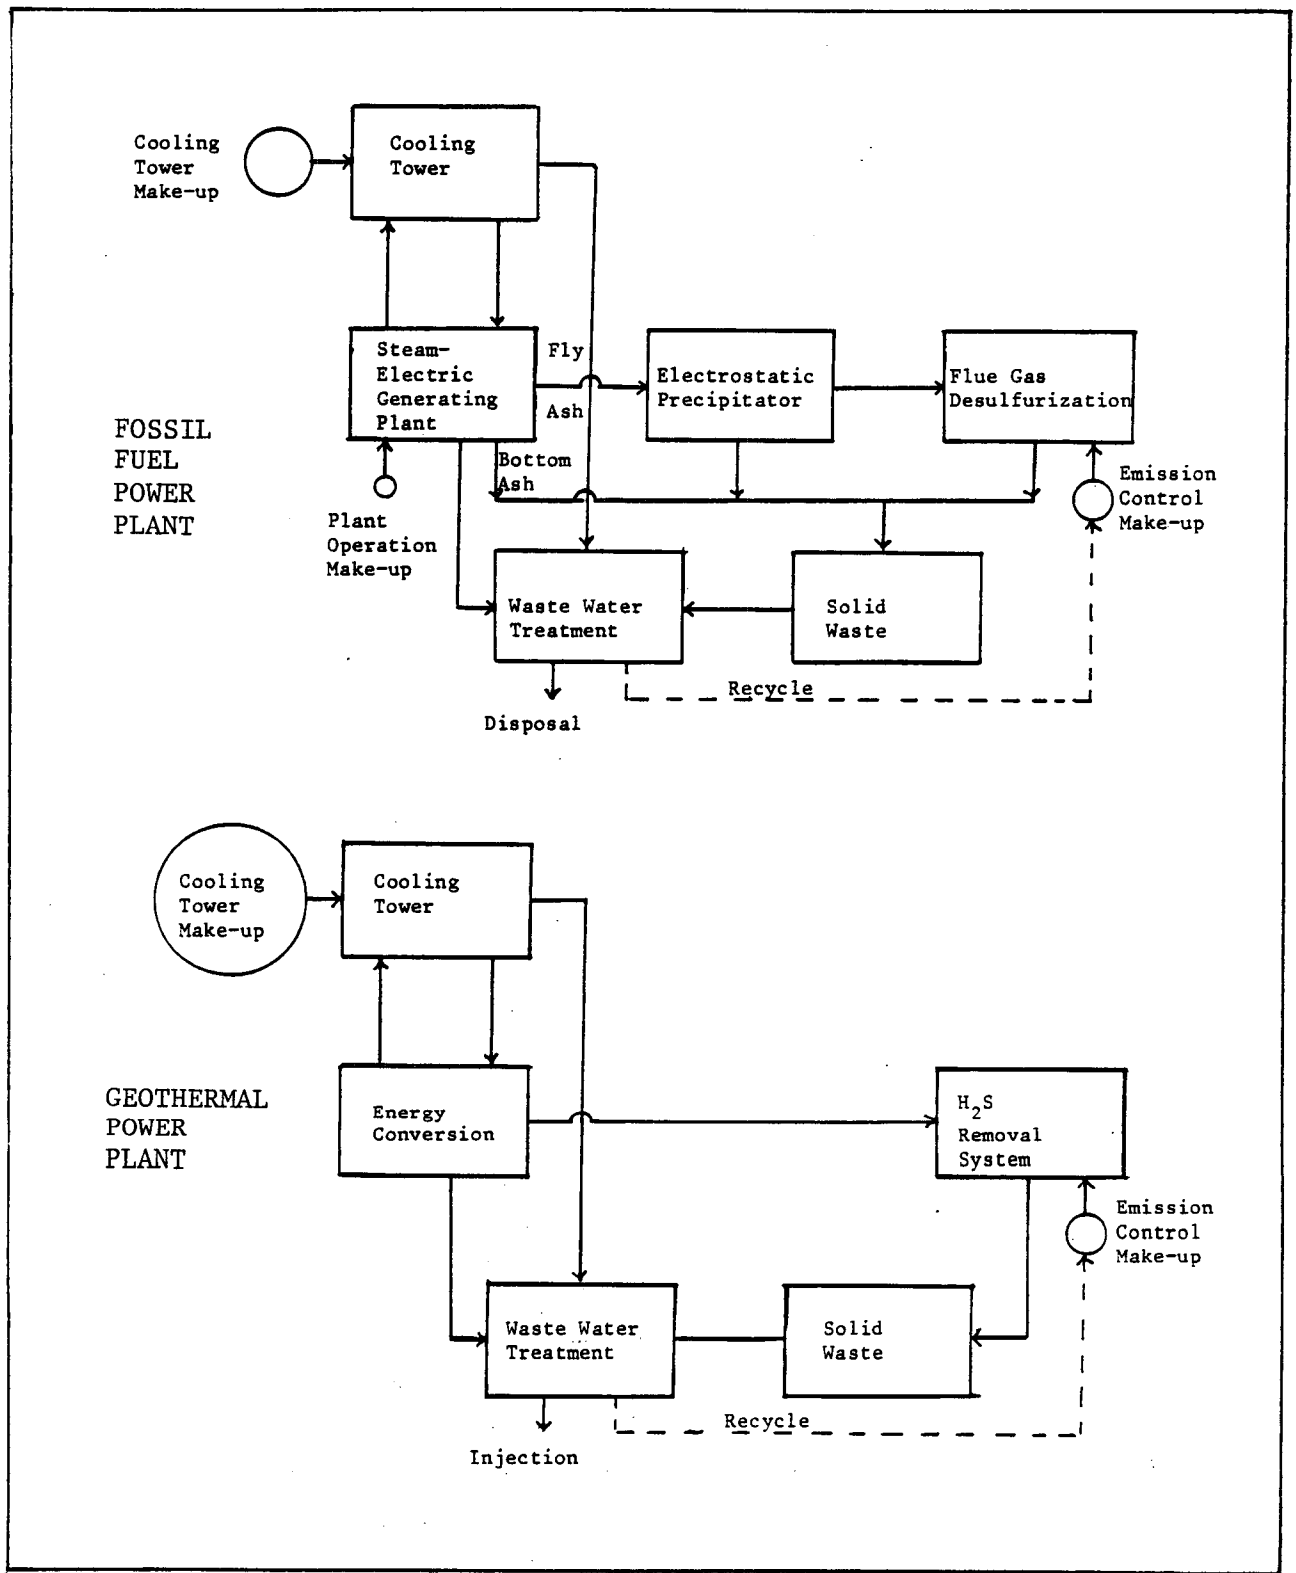 Cooling
Tower
Make-up
Cooling
Tower
Steam-
Electric
Generating
Plant
Fly
Ash
Electrostatic
Precipitator
Flue Gas
Desulfurization
FOSSIL
FUEL
POWER
PLANT
Bottom
Ash
Plant
Operation
Make-up
Emission
Control
Make-up
Waste Water
Treatment
Solid
Waste
Recycle
Disposal
Cooling
Tower
Make-up
Cooling
Tower
GEOTHERMAL
POWER
PLANT
Energy
Conversion
H₂S
Removal
System
Emission
Control
Make-up
Waste Water
Treatment
Solid
Waste
Recycle
Injection